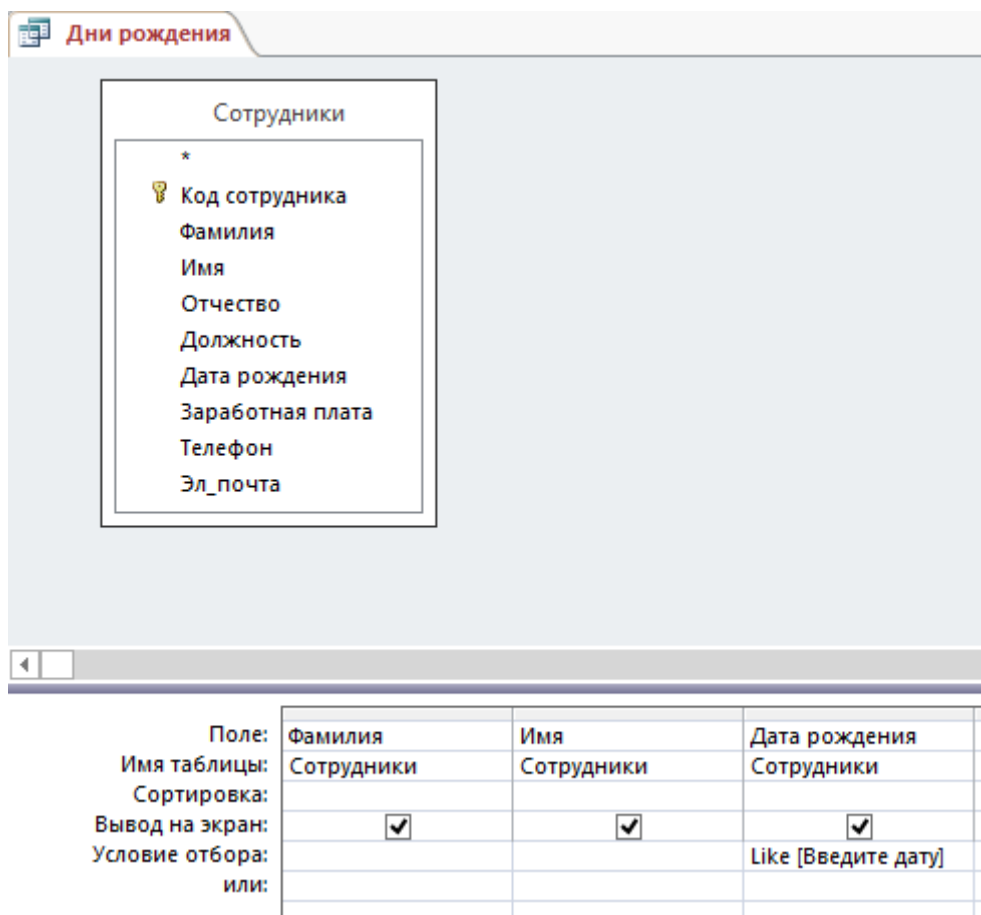 Дни рождения
Сотрудники
*
Код сотрудника
Фамилия
Имя
Отчество
Должность
Дата рождения
Заработная плата
Телефон
Эл_почта
Поле: Фамилия Имя Дата рождения
Имя таблицы: Сотрудники Сотрудники Сотрудники
Сортировка:
Вывод на экран:
Условие отбора: Like [Введите дату]
или: